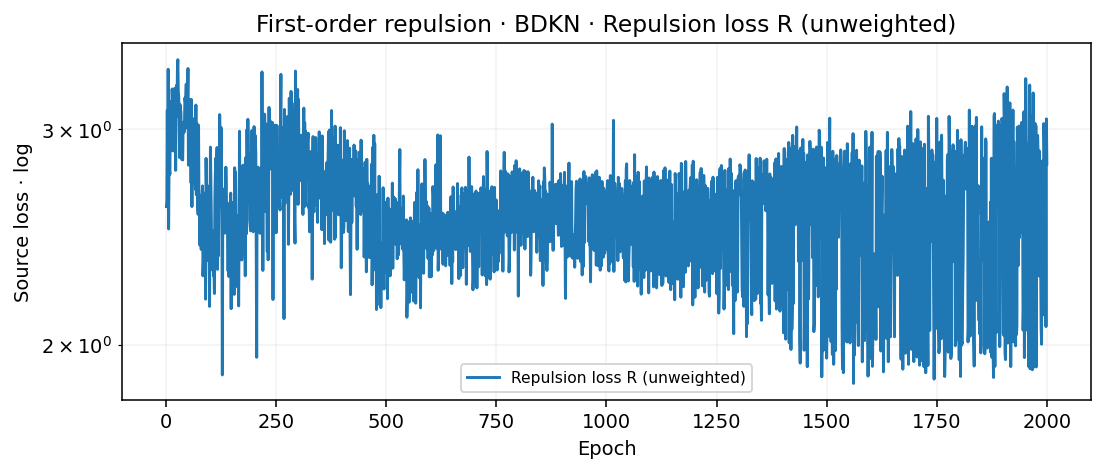 First-order repulsion · BDKN · Repulsion loss R (unweighted)
Source loss · log
3 × 10⁰
2 × 10⁰
Repulsion loss R (unweighted)
0 250 500 750 1000 1250 1500 1750 2000
Epoch